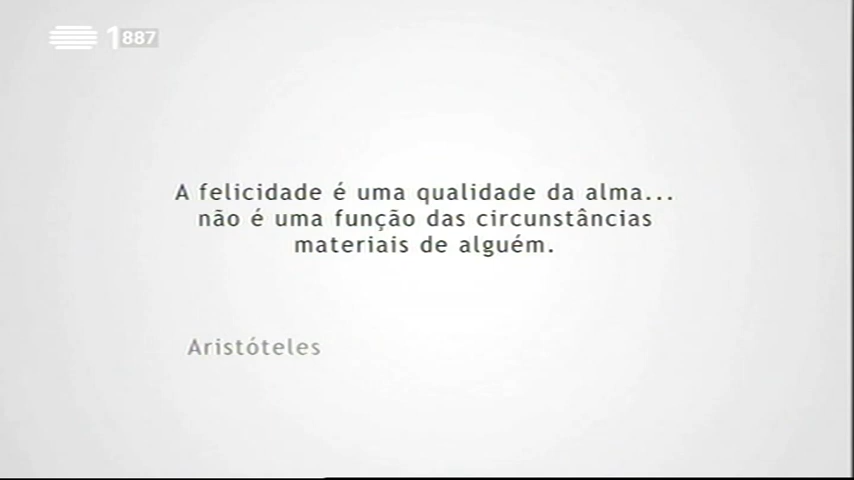 1 887
A felicidade é uma qualidade da alma...
não é uma função das circunstâncias
materiais de alguém.
Aristóteles